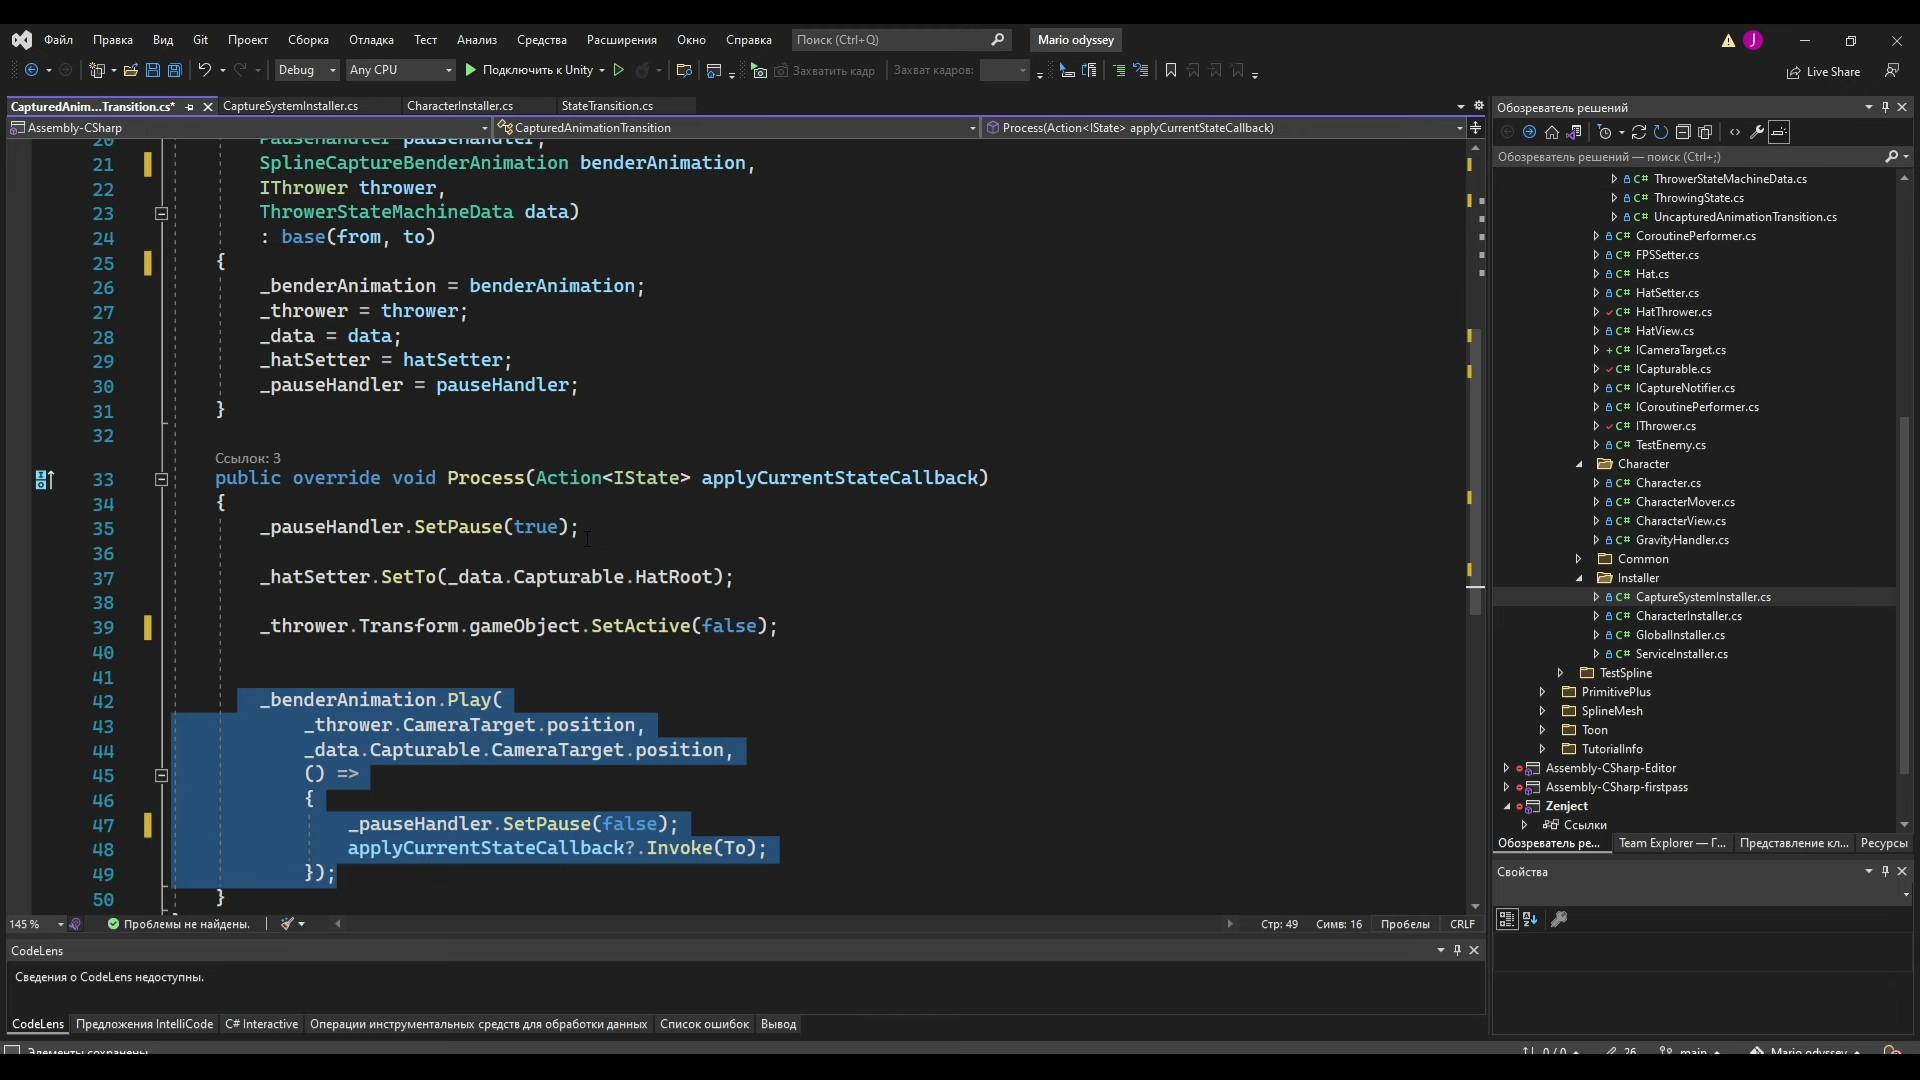 Файл Правка Вид Git Проект Сборка Отладка Тест Анализ Средства Расширения Окно Справка Поиск (Ctrl+Q) Mario odyssey J
Debug Any CPU Подключить к Unity Захватить кадр Захват кадров: Live Share
CapturedAnim...Transition.cs* CaptureSystemInstaller.cs CharacterInstaller.cs StateTransition.cs
Assembly-CSharp CapturedAnimationTransition Process(Action<IState> applyCurrentStateCallback)
20 PauseHandler pauseHandler,
21 SplineCaptureBenderAnimation benderAnimation,
22 IThrower thrower,
23 ThrowerStateMachineData data)
24 : base(from, to)
25 {
26 _benderAnimation = benderAnimation;
27 _thrower = thrower;
28 _data = data;
29 _hatSetter = hatSetter;
30 _pauseHandler = pauseHandler;
31 }
32
Ссылок: 3
33 public override void Process(Action<IState> applyCurrentStateCallback)
34 {
35 _pauseHandler.SetPause(true);
36
37 _hatSetter.SetTo(_data.Capturable.HatRoot);
38
39 _thrower.Transform.gameObject.SetActive(false);
40
41
42 _benderAnimation.Play(
43 _thrower.CameraTarget.position,
44 _data.Capturable.CameraTarget.position,
45 () =>
46 {
47 _pauseHandler.SetPause(false);
48 applyCurrentStateCallback?.Invoke(To);
49 });
50 }
145 % Проблемы не найдены. Стр: 49 Симв: 16 Пробелы CRLF
CodeLens
Сведения о CodeLens недоступны.
CodeLens Предложения IntelliCode C# Interactive Операции инструментальных средств для обработки данных Список ошибок Вывод
Элементы сохранены
Обозреватель решений
Обозреватель решений — поиск (Ctrl+;)
C# ThrowerStateMachineData.cs
C# ThrowingState.cs
C# UncapturedAnimationTransition.cs
C# CoroutinePerformer.cs
C# FPSSetter.cs
C# Hat.cs
C# HatSetter.cs
C# HatThrower.cs
C# HatView.cs
C# ICameraTarget.cs
C# ICapturable.cs
C# ICaptureNotifier.cs
C# ICoroutinePerformer.cs
C# IThrower.cs
C# TestEnemy.cs
Character
C# Character.cs
C# CharacterMover.cs
C# CharacterView.cs
C# GravityHandler.cs
Common
Installer
C# CaptureSystemInstaller.cs
C# CharacterInstaller.cs
C# GlobalInstaller.cs
C# ServiceInstaller.cs
TestSpline
PrimitivePlus
SplineMesh
Toon
TutorialInfo
Assembly-CSharp-Editor
Assembly-CSharp-firstpass
Zenject
Ссылки
Обозреватель ре... Team Explorer — Г... Представление кл... Ресурсы
Свойства
0 / 0 26 main Mario odyssey